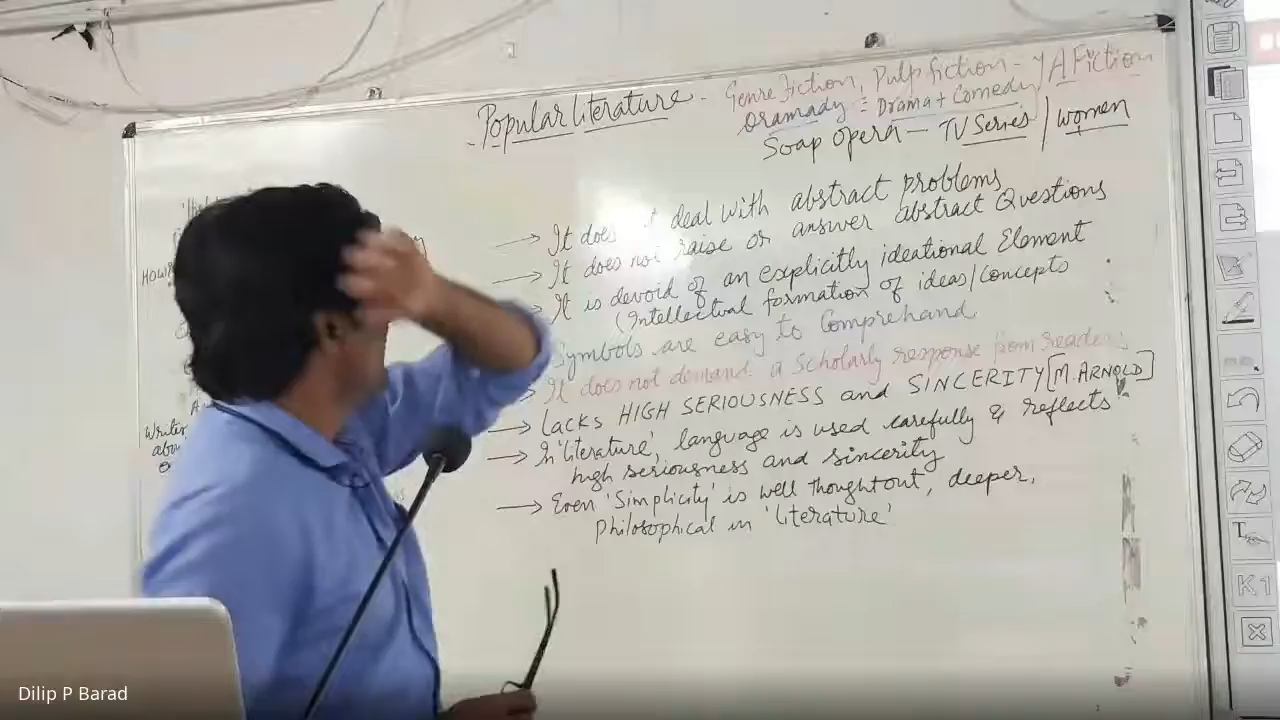 Popular literature - Genre Fiction, Pulp fiction - YA Fiction
Dramady = Drama + Comedy
Soap opera - TV Series / women
→ It does deal with abstract problems
→ It does not raise or answer abstract Questions
→ It is devoid of an explicitly ideational Element
(Intellectual formation of ideas/concepts
Symbols are easy to Comprehend
It does not demand a Scholarly response from readers
→ Lacks HIGH SERIOUSNESS and SINCERITY [M. ARNOLD]
→ In 'literature', language is used carefully & reflects
high seriousness and sincerity
→ Even 'Simplicity' is well thought out, deeper,
Philosophical in 'literature'
Writer
Dilip P Barad
K1